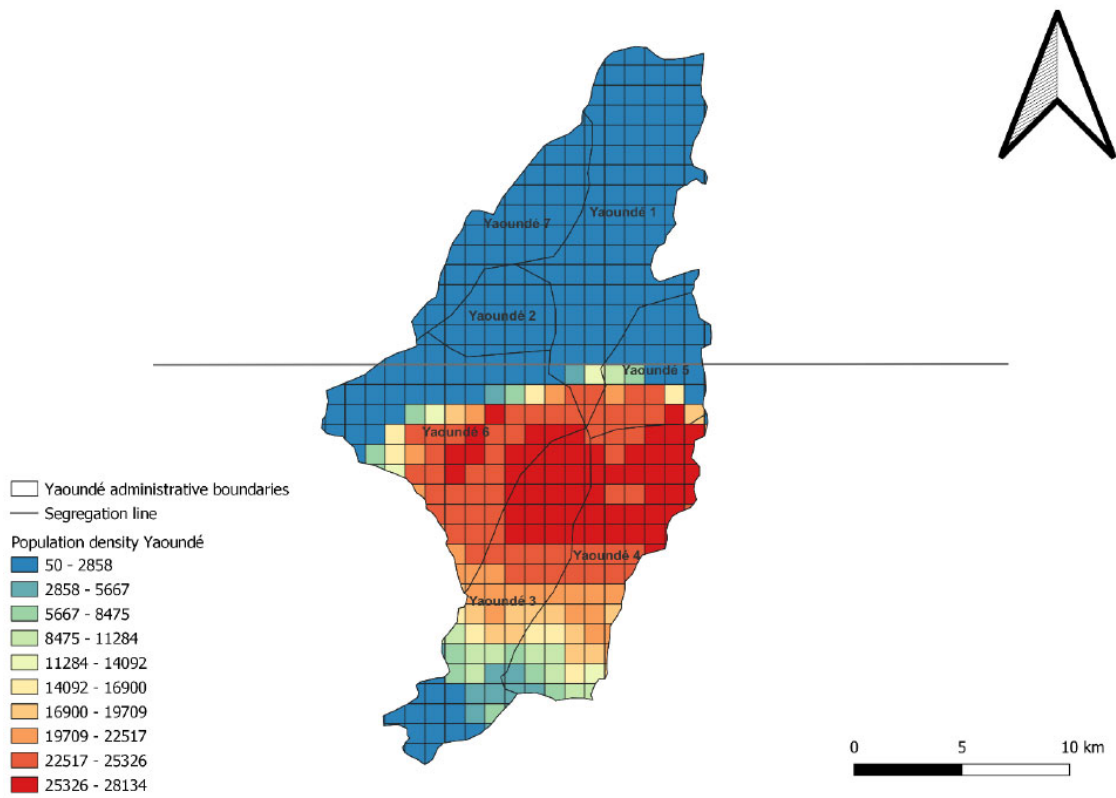 Yaoundé 7
Yaoundé 1
Yaoundé 2
Yaoundé 5
Yaoundé 6
Yaoundé 4
Yaoundé 3
Yaoundé administrative boundaries
Segregation line
Population density Yaoundé
50 - 2858
2858 - 5667
5667 - 8475
8475 - 11284
11284 - 14092
14092 - 16900
16900 - 19709
19709 - 22517
22517 - 25326
25326 - 28134
0 5 10 km